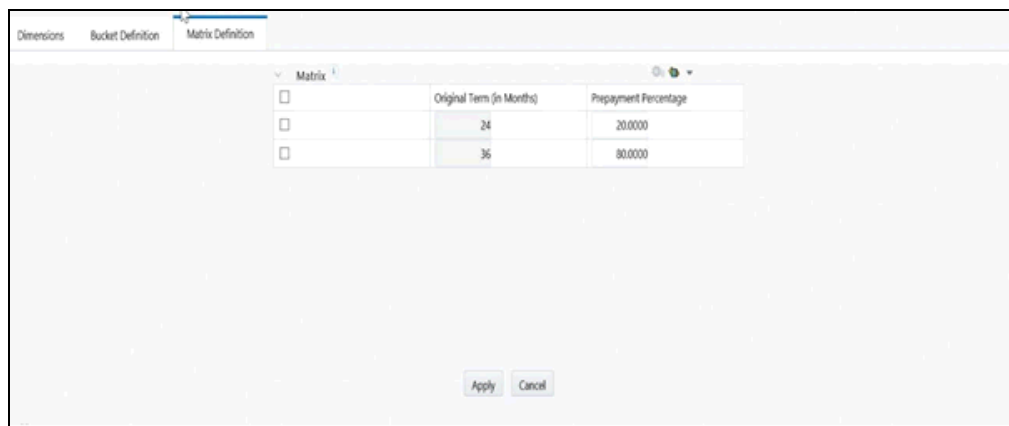 Dimensions Bucket Definition Matrix Definition
Matrix
Original Term (in Months) Prepayment Percentage
24 20.0000
36 80.0000
Apply Cancel